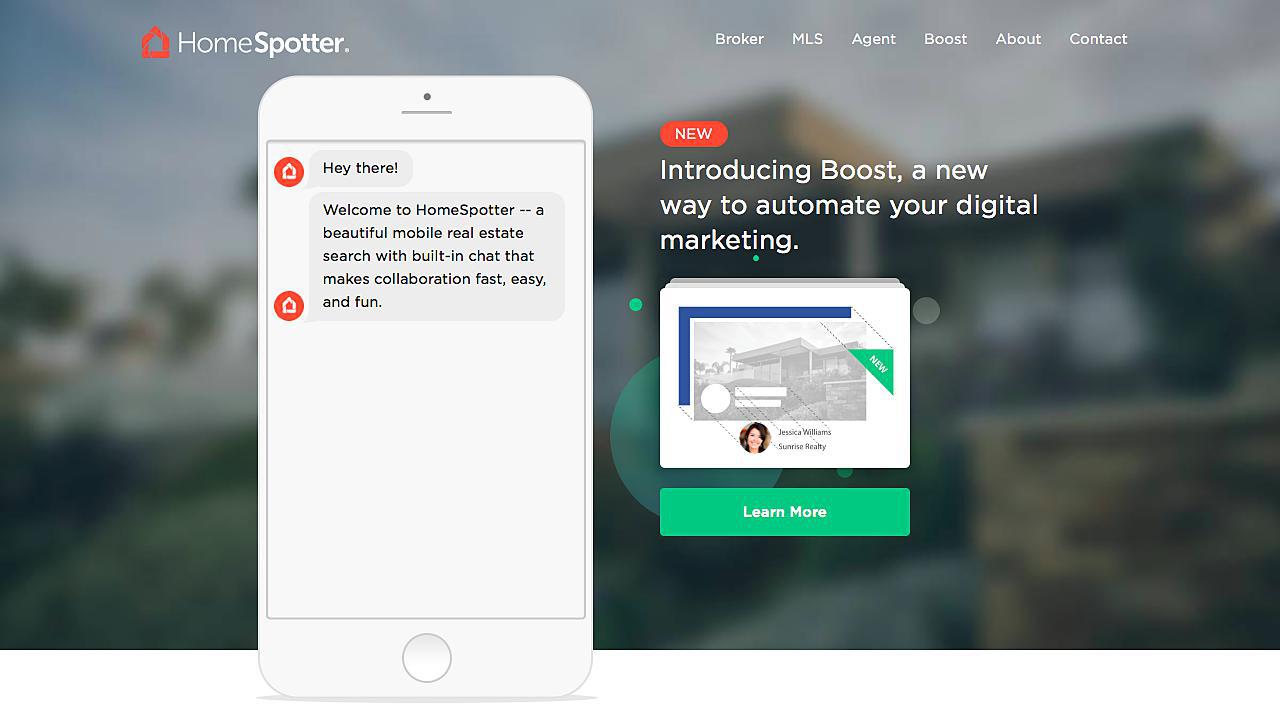 HomeSpotter.
Broker MLS Agent Boost About Contact
Hey there!
Welcome to HomeSpotter -- a
beautiful mobile real estate
search with built-in chat that
makes collaboration fast, easy,
and fun.
NEW
Introducing Boost, a new
way to automate your digital
marketing.
NEW
Jessica Williams
Sunrise Realty
Learn More